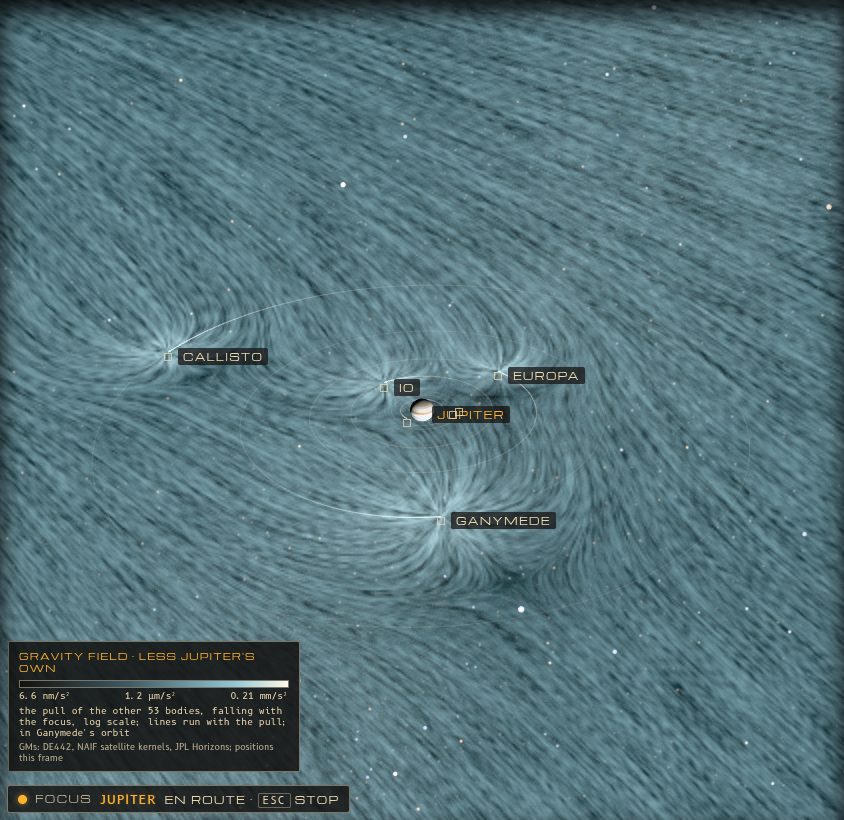 CALLISTO
EUROPA
IO
JUPITER
GANYMEDE
GRAVITY FIELD · LESS JUPITER'S
OWN
6.6 nm/s² 1.2 µm/s² 0.21 mm/s²
the pull of the other 53 bodies, falling with
the focus, log scale; lines run with the pull;
in Ganymede's orbit
GMs: DE442, NAIF satellite kernels, JPL Horizons; positions
this frame
FOCUS JUPITER EN ROUTE · ESC STOP